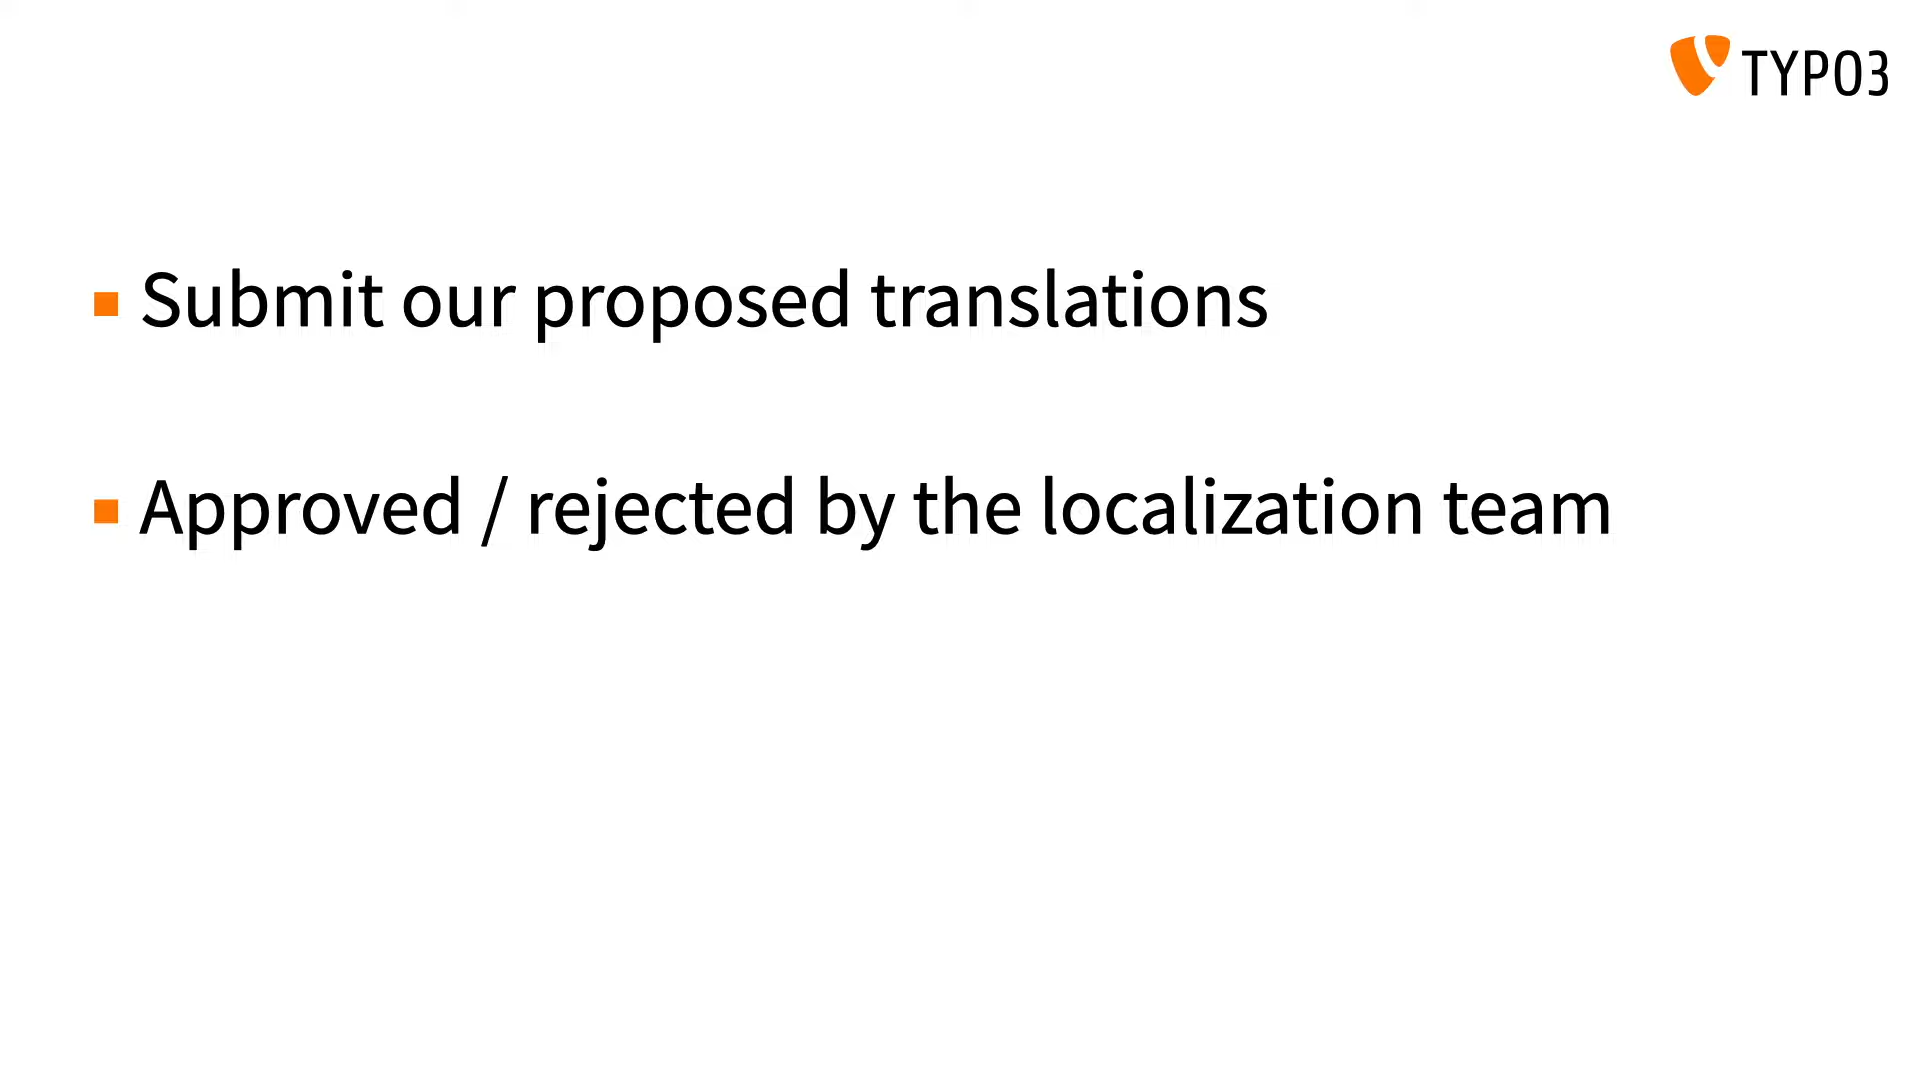 TYPO3
Submit our proposed translations
Approved / rejected by the localization team